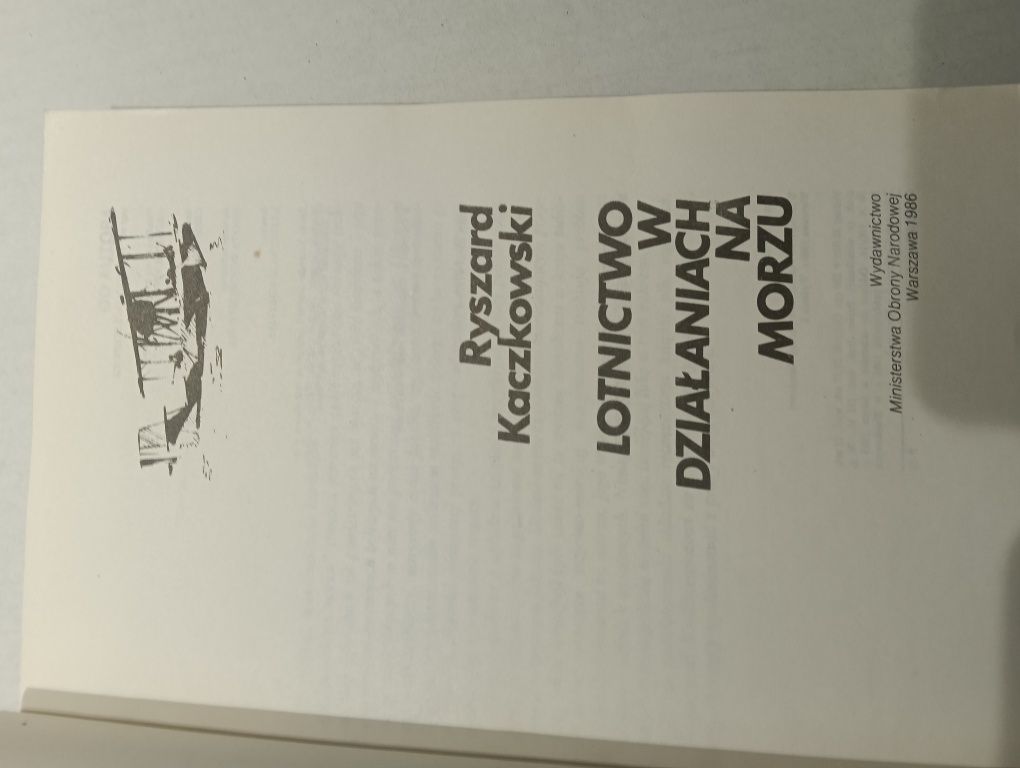 Ryszard
Kaczkowski
LOTNICTWO
W
DZIAŁANIACH
NA
MORZU
Wydawnictwo
Ministerstwa Obrony Narodowej
Warszawa 1986